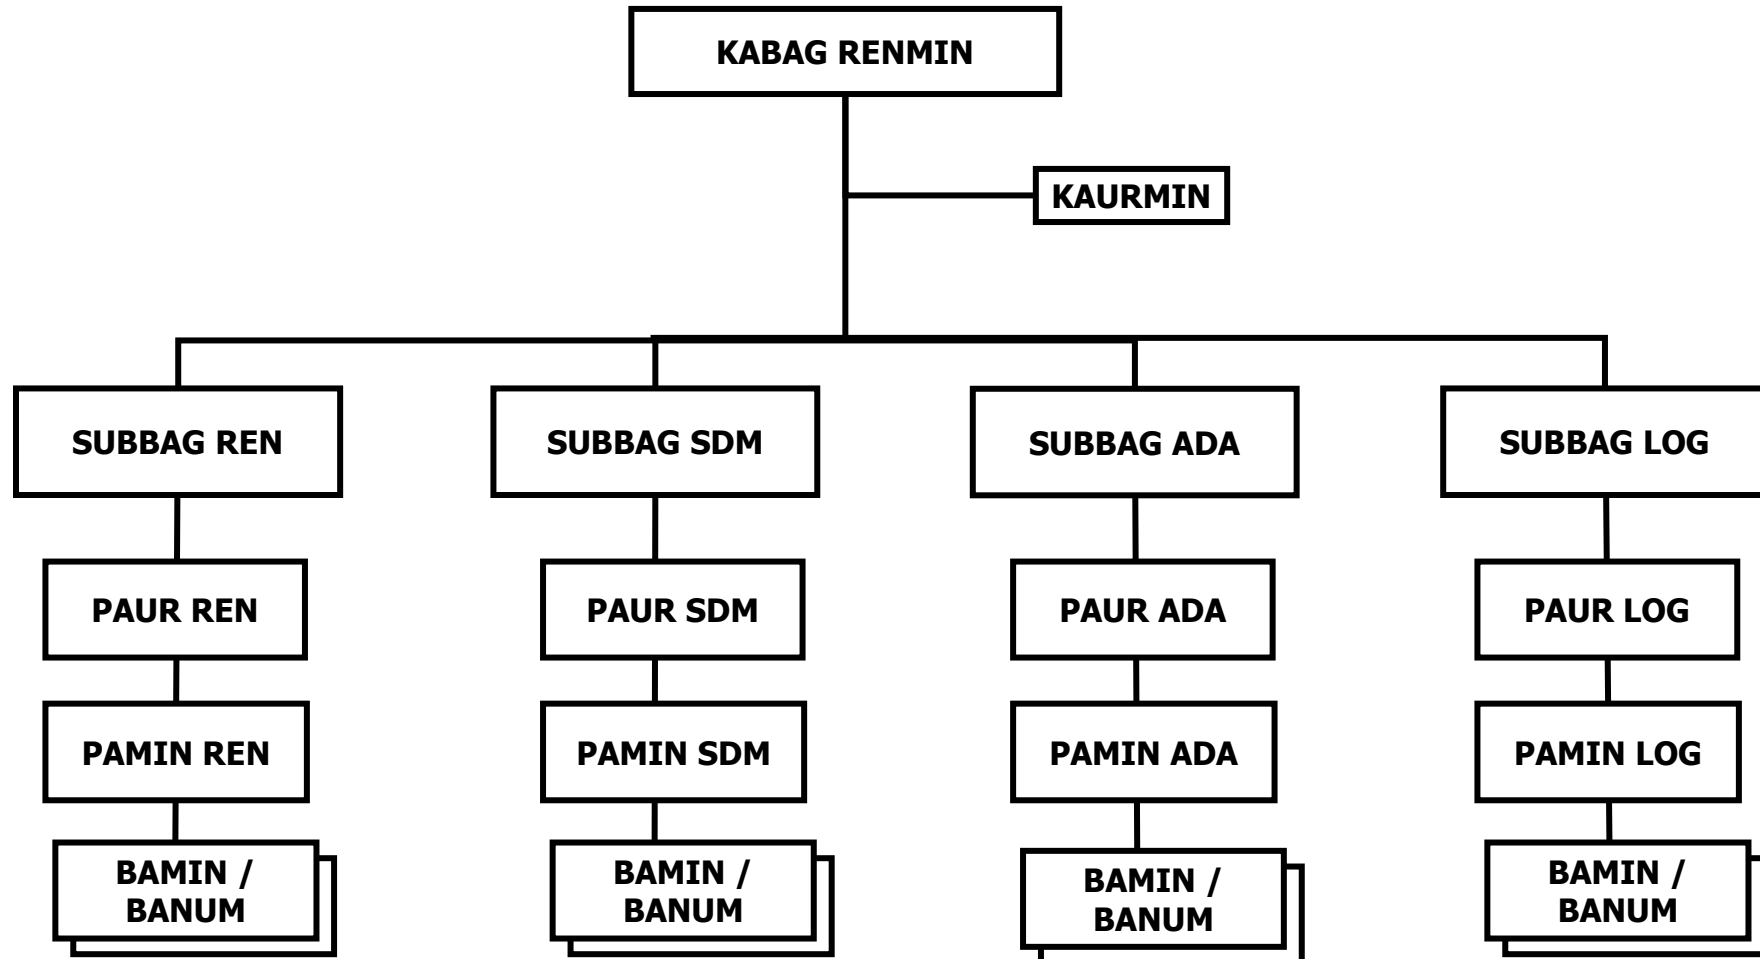 KABAG RENMIN
KAURMIN
SUBBAG REN
SUBBAG SDM
SUBBAG ADA
SUBBAG LOG
PAUR REN
PAUR SDM
PAUR ADA
PAUR LOG
PAMIN REN
PAMIN SDM
PAMIN ADA
PAMIN LOG
BAMIN /
BANUM
BAMIN /
BANUM
BAMIN /
BANUM
BAMIN /
BANUM